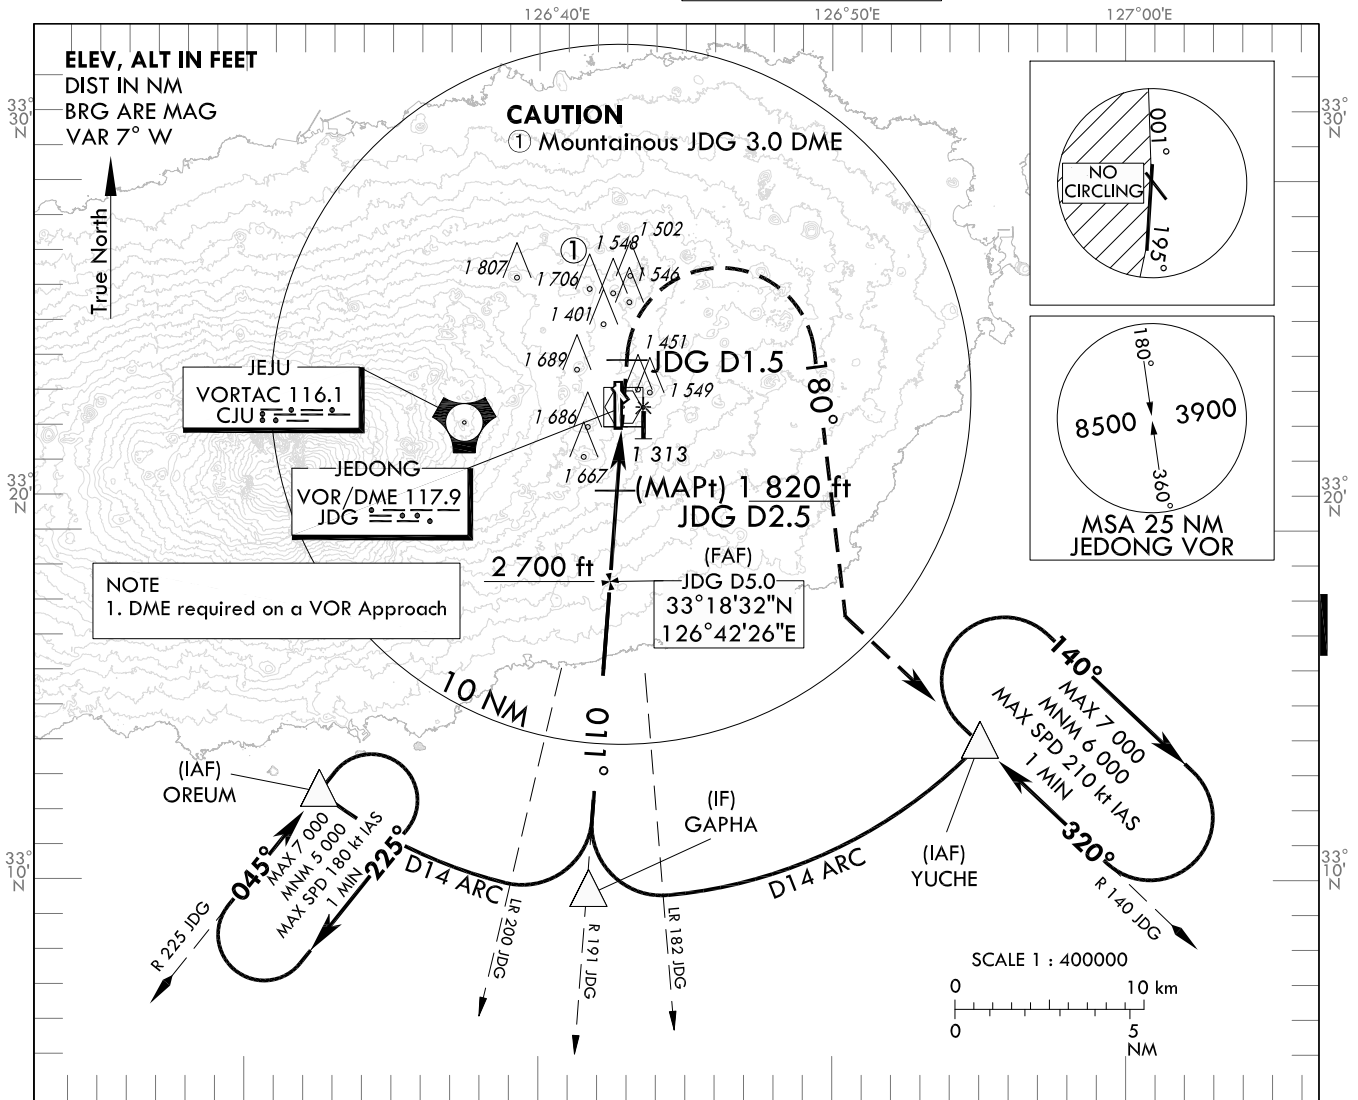 126°40'E
126°50'E
127°00'E
ELEV, ALT IN FEET
DIST IN NM
BRG ARE MAG
VAR 7° W
True North
33°
30'
N
33°
30'
N
CAUTION
① Mountainous JDG 3.0 DME
001°
NO
CIRCLING
195°
1 807
①
1 706
1 548
1 502
1 546
1 401
1 689
1 451
JDG D1.5
1 549
1 686
1 667
1 313
180°
JEJU
VORTAC 116.1
CJU
JEDONG
VOR/DME 117.9
JDG
180°
8500
3900
360°
MSA 25 NM
JEDONG VOR
33°
20'
N
33°
20'
N
(MAPt) 1 820 ft
JDG D2.5
2 700 ft
(FAF)
JDG D5.0
33°18'32"N
126°42'26"E
NOTE
1. DME required on a VOR Approach
10 NM
011°
140°
MAX 7 000
MNM 6 000
MAX SPD 210 kt IAS
1 MIN
320°
R 140 JDG
(IAF)
OREUM
045°
MAX 7 000
MNM 5 000
MAX SPD 180 kt IAS
1 MIN
225°
R 225 JDG
D14 ARC
(IF)
GAPHA
D14 ARC
(IAF)
YUCHE
33°
10'
N
33°
10'
N
LR 200 JDG
R 191 JDG
LR 182 JDG
SCALE 1 : 400000
0
10 km
0
5
NM